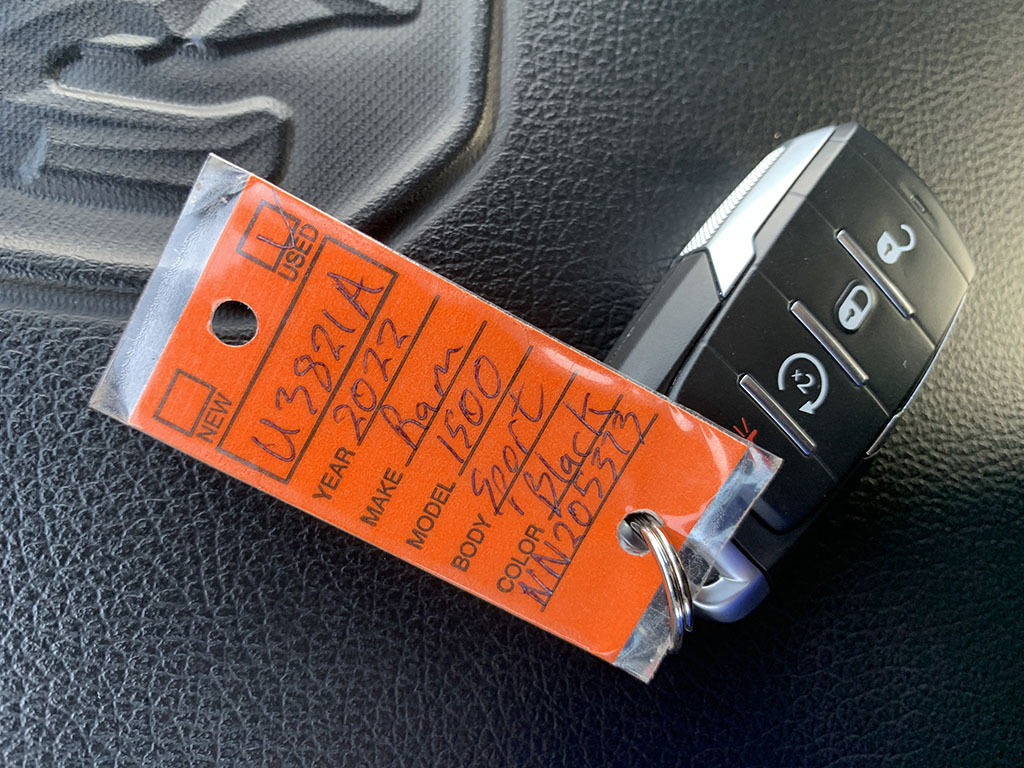 USED
NEW
U3821A
YEAR 2022
MAKE Ram
MODEL 1500
BODY Sport
COLOR Black
NN205373
x2